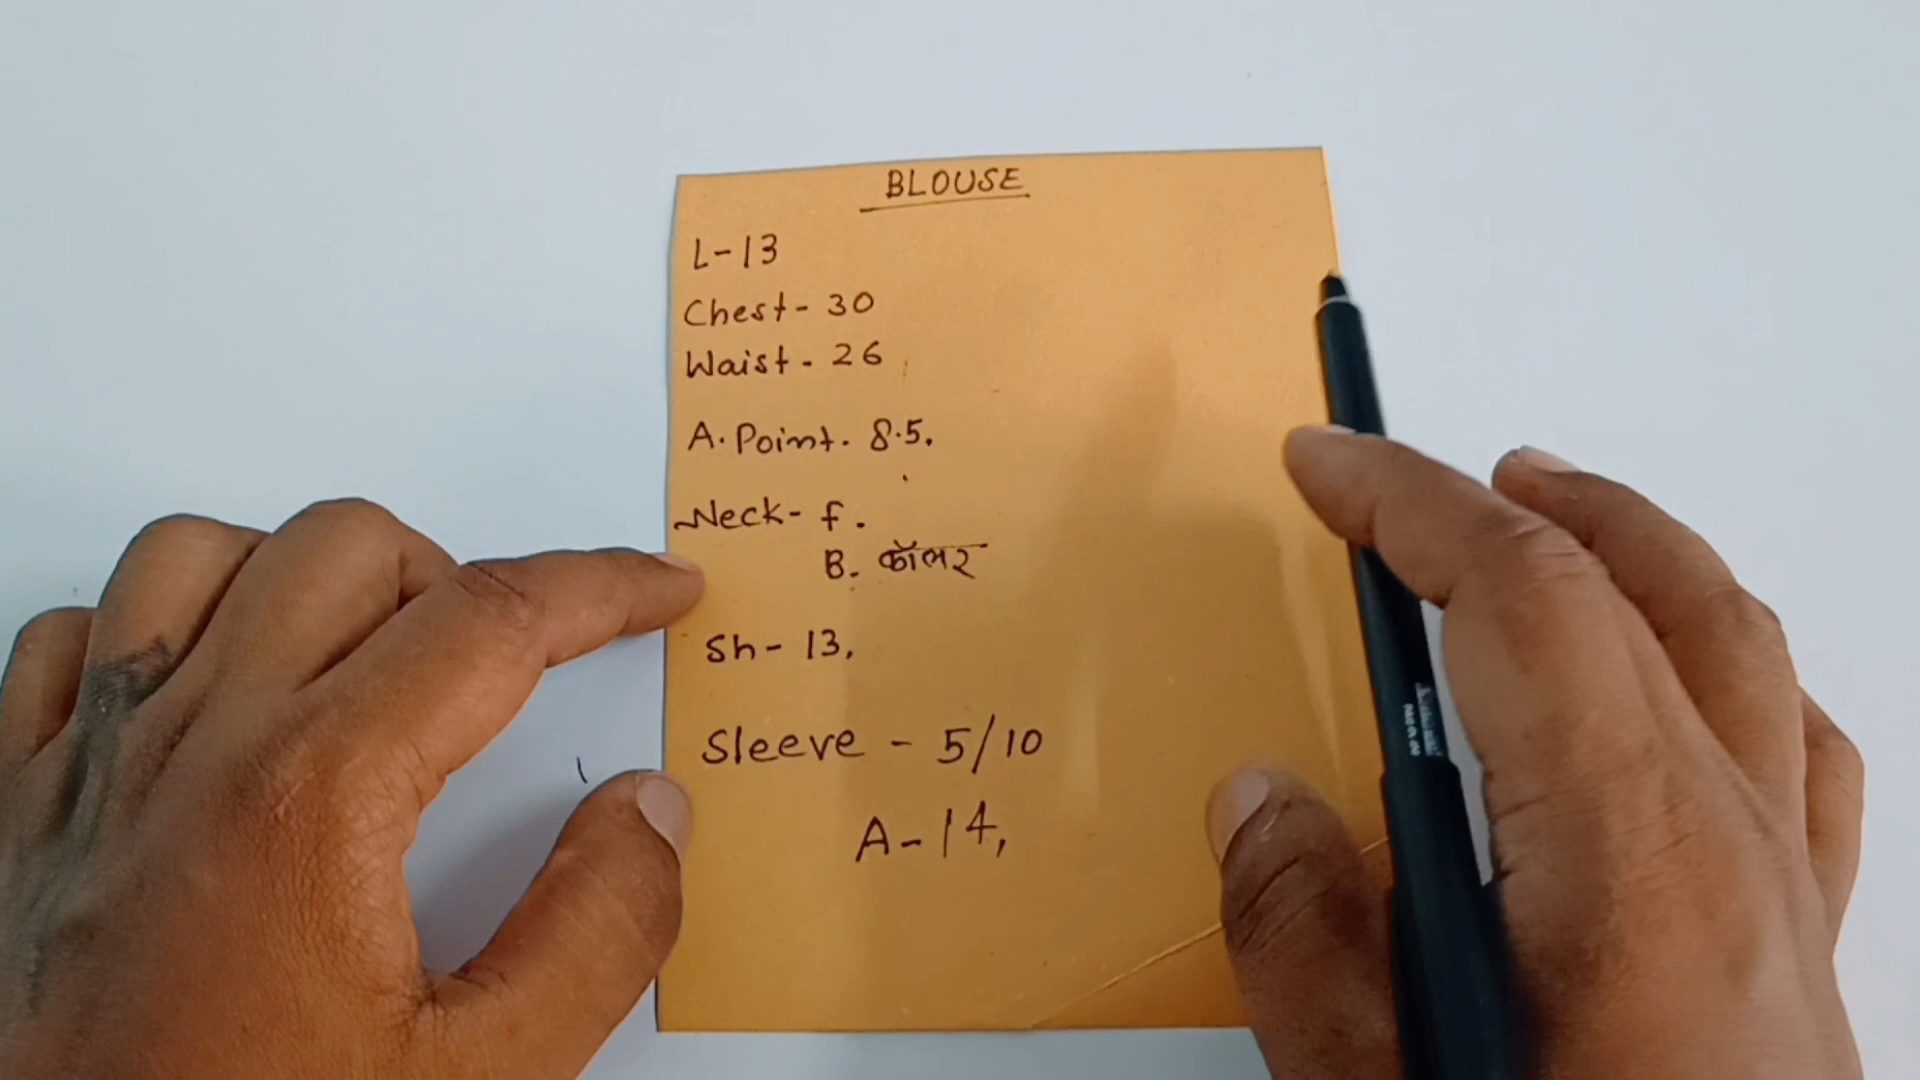 BLOUSE
L-13
Chest- 30
Waist- 26
A. Point. 8.5.
Neck- f.
B. कॉलर
Sh- 13,
Sleeve - 5/10
A-14,